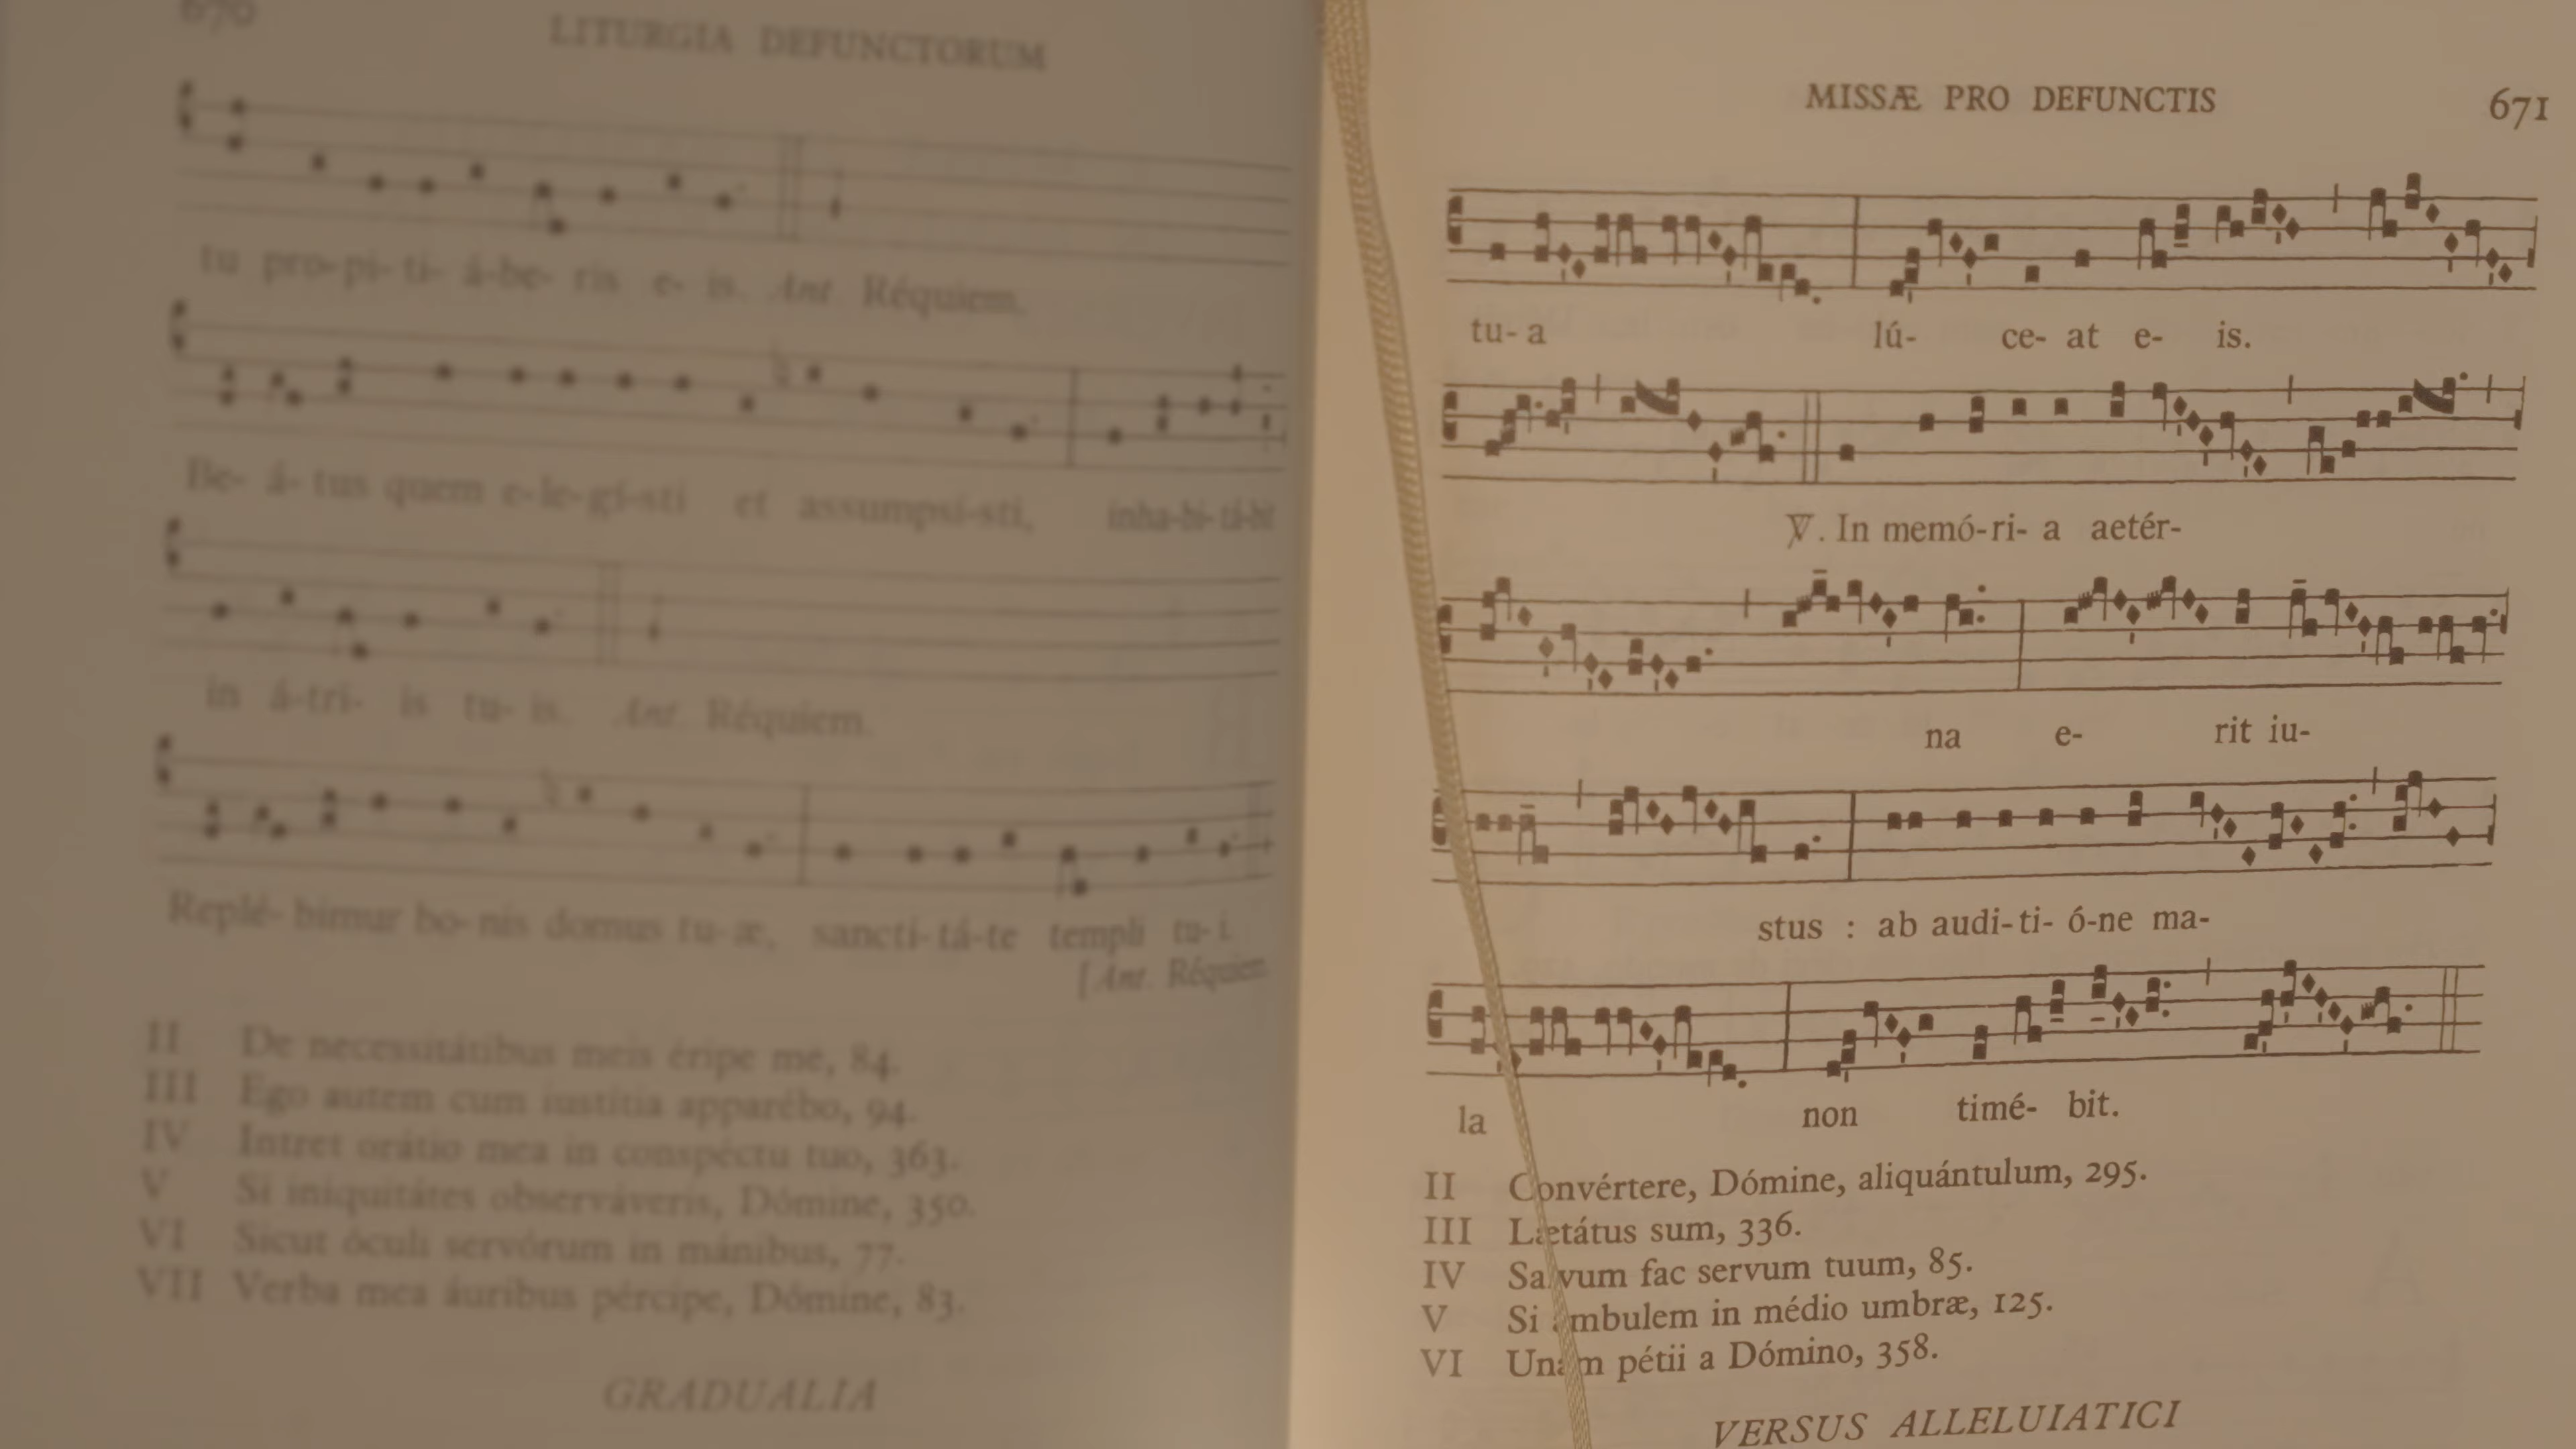 670
LITURGIA DEFUNCTORUM
tu pro-pi-ti- á-be- ris e- is. Ant. Réquiem.
Be- á- tus quem e-le-gí-sti et assumpsí-sti, inha-bi-tá-bit
in á-tri- is tu- is. Ant. Réquiem.
Replé- bimur bo- nis domus tu- æ, sancti-tá-te templi tu- i.
[Ant. Réquiem.
II De necessitátibus meis éripe me, 84.
III Ego autem cum iustítia apparébo, 94.
IV Intret orátio mea in conspéctu tuo, 363.
V Si iniquitátes observáveris, Dómine, 350.
VI Sicut óculi servórum in mánibus, 77.
VII Verba mea áuribus pércipe, Dómine, 83.
GRADUALIA
MISSÆ PRO DEFUNCTIS
671
tu- a lú- ce- at e- is.
℣. In memó-ri- a aetér-
na e- rit iu-
stus : ab audi-ti- ó-ne ma-
la non timé- bit.
II Convértere, Dómine, aliquántulum, 295.
III Lætátus sum, 336.
IV Salvum fac servum tuum, 85.
V Si ambulem in médio umbræ, 125.
VI Unam pétii a Dómino, 358.
VERSUS ALLELUIATICI